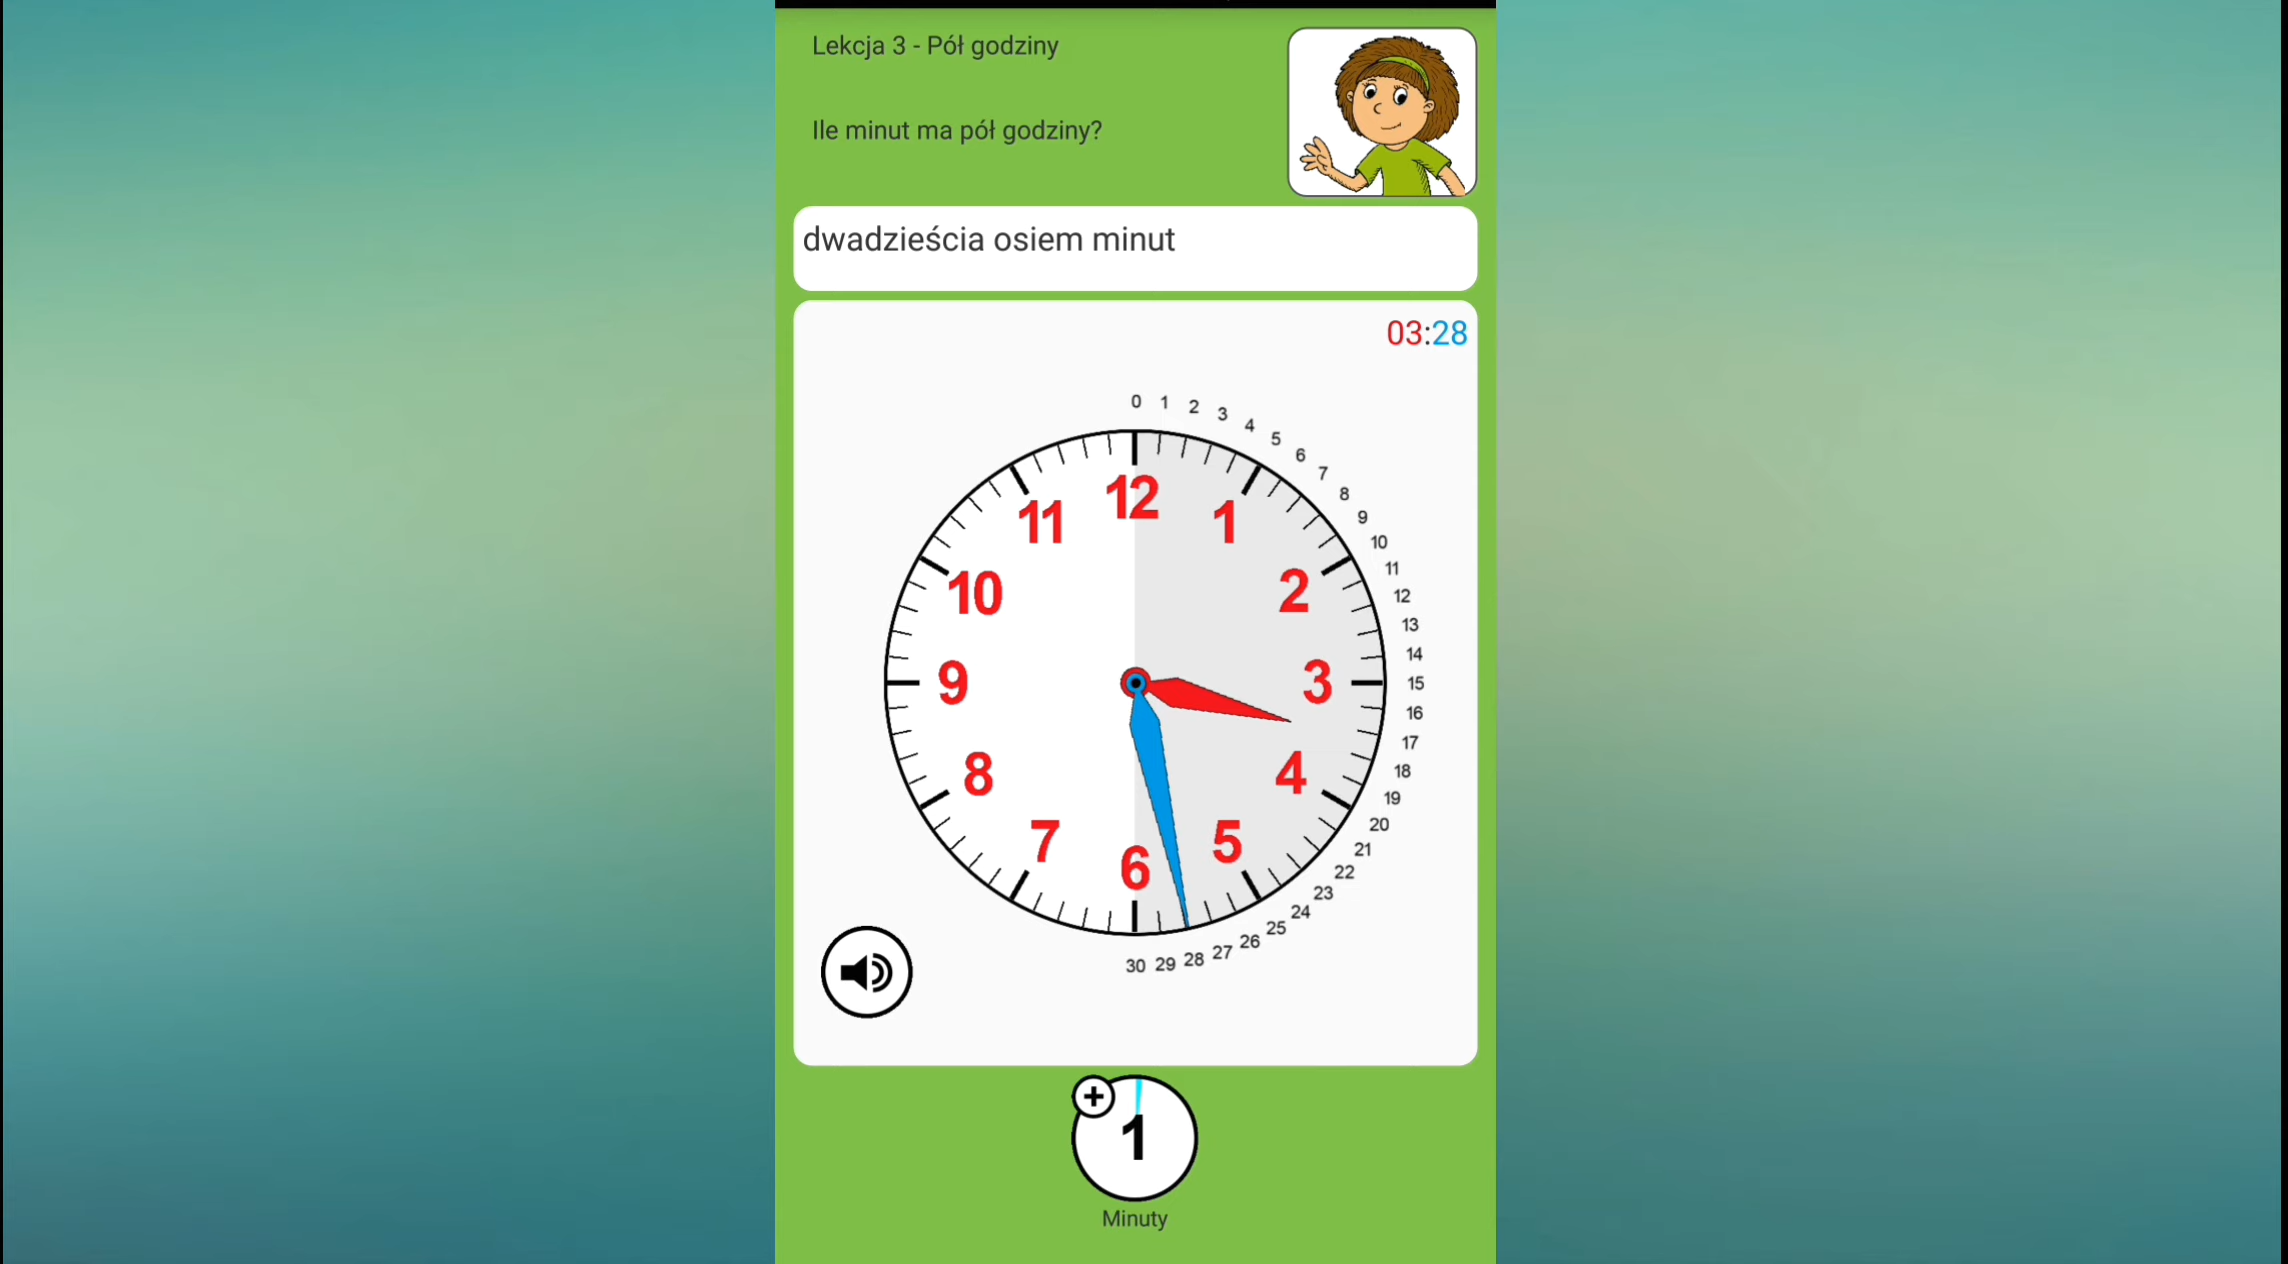 Lekcja 3 - Pół godziny
Ile minut ma pół godziny?
dwadzieścia osiem minut
03:28
0 1 2 3 4 5 6 7 8 9 10 11 12 13 14 15 16 17 18 19 20 21 22 23 24 25 26 27 28 29 30
12 1 2 3 4 5 6 7 8 9 10 11
+
1
Minuty